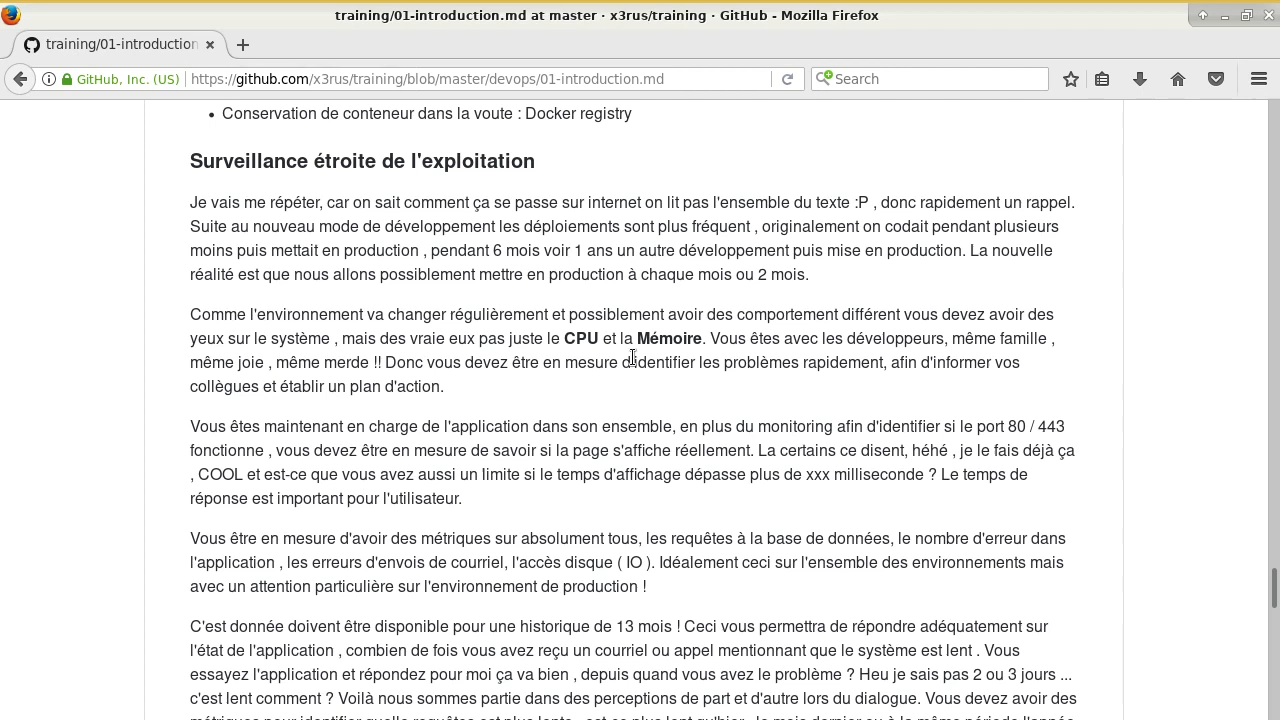 training/01-introduction.md at master · x3rus/training · GitHub - Mozilla Firefox
training/01-introduction
GitHub, Inc. (US)
https://github.com/x3rus/training/blob/master/devops/01-introduction.md
Search
• Conservation de conteneur dans la voute : Docker registry
Surveillance étroite de l'exploitation
Je vais me répéter, car on sait comment ça se passe sur internet on lit pas l'ensemble du texte :P , donc rapidement un rappel.
Suite au nouveau mode de développement les déploiements sont plus fréquent , originalement on codait pendant plusieurs
moins puis mettait en production , pendant 6 mois voir 1 ans un autre développement puis mise en production. La nouvelle
réalité est que nous allons possiblement mettre en production à chaque mois ou 2 mois.
Comme l'environnement va changer régulièrement et possiblement avoir des comportement différent vous devez avoir des
yeux sur le système , mais des vraie eux pas juste le CPU et la Mémoire. Vous êtes avec les développeurs, même famille ,
même joie , même merde !! Donc vous devez être en mesure d'identifier les problèmes rapidement, afin d'informer vos
collègues et établir un plan d'action.
Vous êtes maintenant en charge de l'application dans son ensemble, en plus du monitoring afin d'identifier si le port 80 / 443
fonctionne , vous devez être en mesure de savoir si la page s'affiche réellement. La certains ce disent, héhé , je le fais déjà ça
, COOL et est-ce que vous avez aussi un limite si le temps d'affichage dépasse plus de xxx milliseconde ? Le temps de
réponse est important pour l'utilisateur.
Vous être en mesure d'avoir des métriques sur absolument tous, les requêtes à la base de données, le nombre d'erreur dans
l'application , les erreurs d'envois de courriel, l'accès disque ( IO ). Idéalement ceci sur l'ensemble des environnements mais
avec un attention particulière sur l'environnement de production !
C'est donnée doivent être disponible pour une historique de 13 mois ! Ceci vous permettra de répondre adéquatement sur
l'état de l'application , combien de fois vous avez reçu un courriel ou appel mentionnant que le système est lent . Vous
essayez l'application et répondez pour moi ça va bien , depuis quand vous avez le problème ? Heu je sais pas 2 ou 3 jours ...
c'est lent comment ? Voilà nous sommes partie dans des perceptions de part et d'autre lors du dialogue. Vous devez avoir des